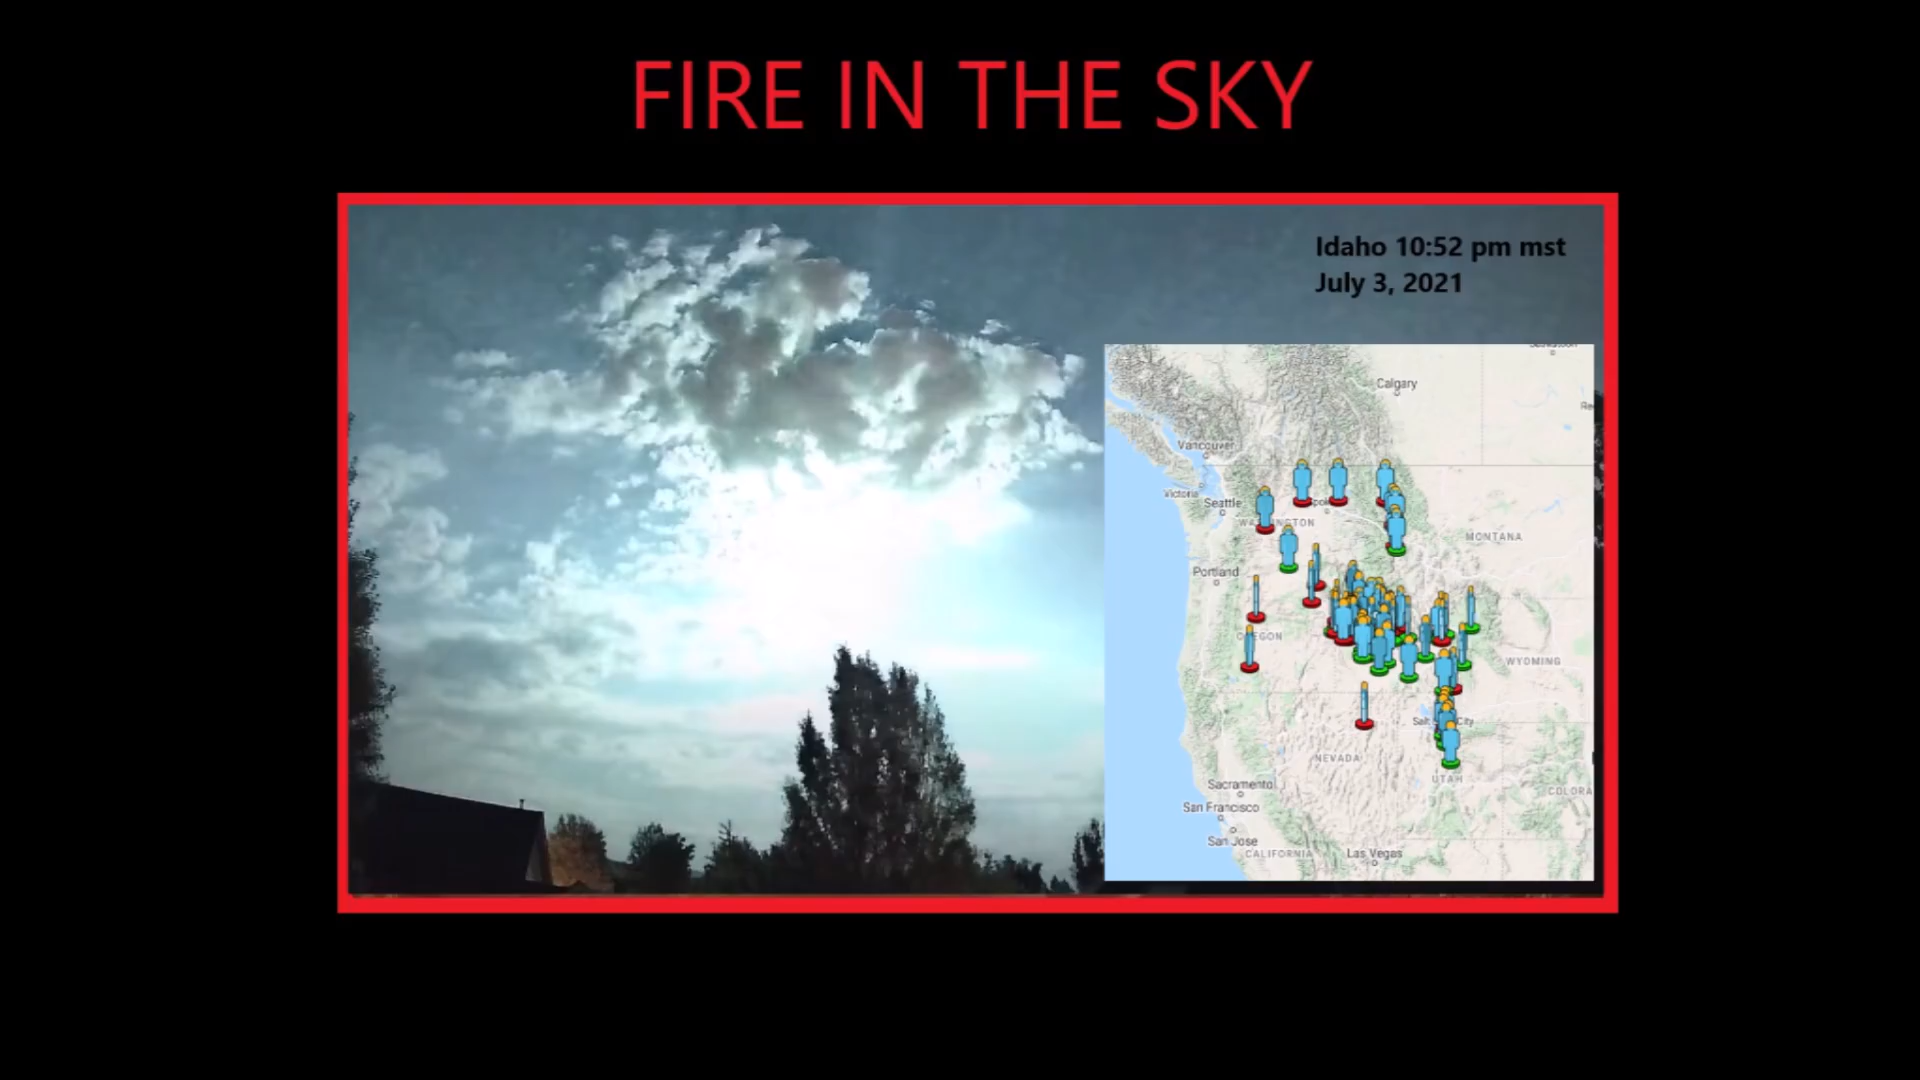 FIRE IN THE SKY
Idaho 10:52 pm mst
July 3, 2021
Calgary
Vancouver
Victoria
Seattle
MONTANA
Portland
WYOMING
NEVADA
UTAH
Sacramento
COLORA
San Francisco
San Jose
CALIFORNIA
Las Vegas